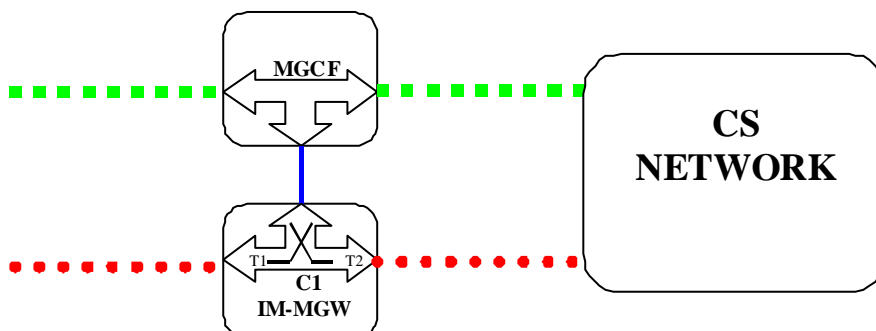 MGCF
CS
NETWORK
T1 T2
C1
IM-MGW